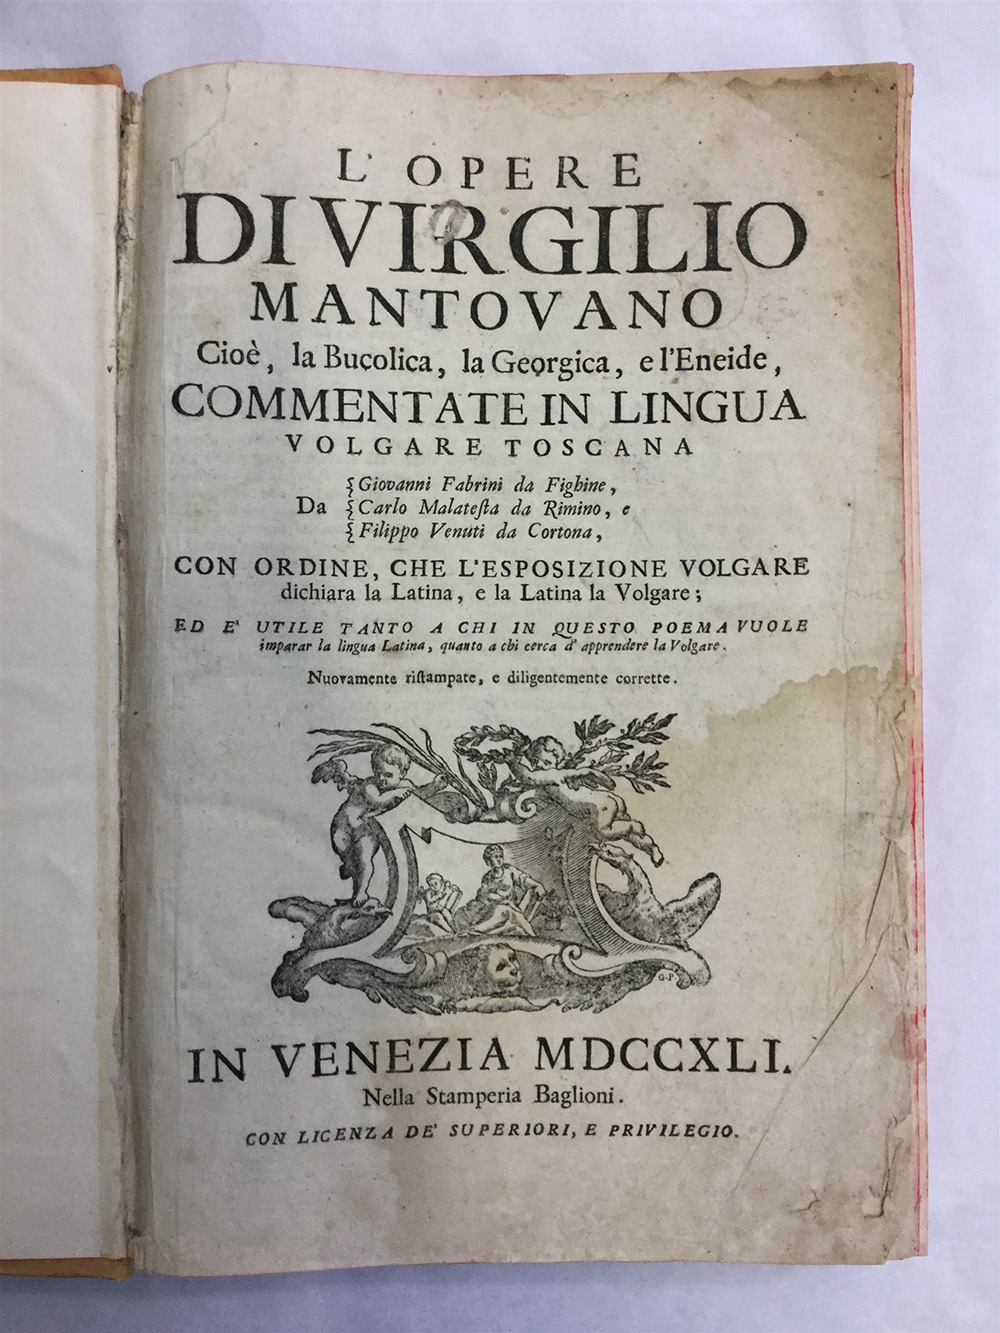 L'OPERE
DI VIRGILIO
MANTOVANO
Cioè, la Bucolica, la Georgica, e l'Eneide,
COMMENTATE IN LINGUA
VOLGARE TOSCANA
{Giovanni Fabrini da Fighine,
Da {Carlo Malateſta da Rimino, e
{Filippo Venuti da Cortona,
CON ORDINE, CHE L'ESPOSIZIONE VOLGARE
dichiara la Latina, e la Latina la Volgare;
ED E' UTILE TANTO A CHI IN QUESTO POEMA VUOLE
imparar la lingua Latina, quanto a chi cerca d' apprendere la Volgare.
Nuovamente riſtampate, e diligentemente corrette.
G.P.
IN VENEZIA MDCCXLI.
Nella Stamperia Baglioni.
CON LICENZA DE' SUPERIORI, E PRIVILEGIO.